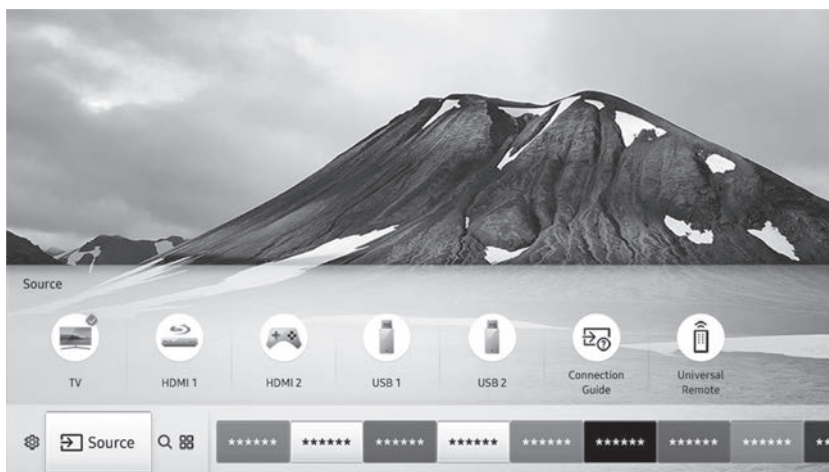 Source
TV
HDMI 1
HDMI 2
USB 1
USB 2
Connection
Guide
Universal
Remote
Source
******
******
******
******
******
******
******
******
**